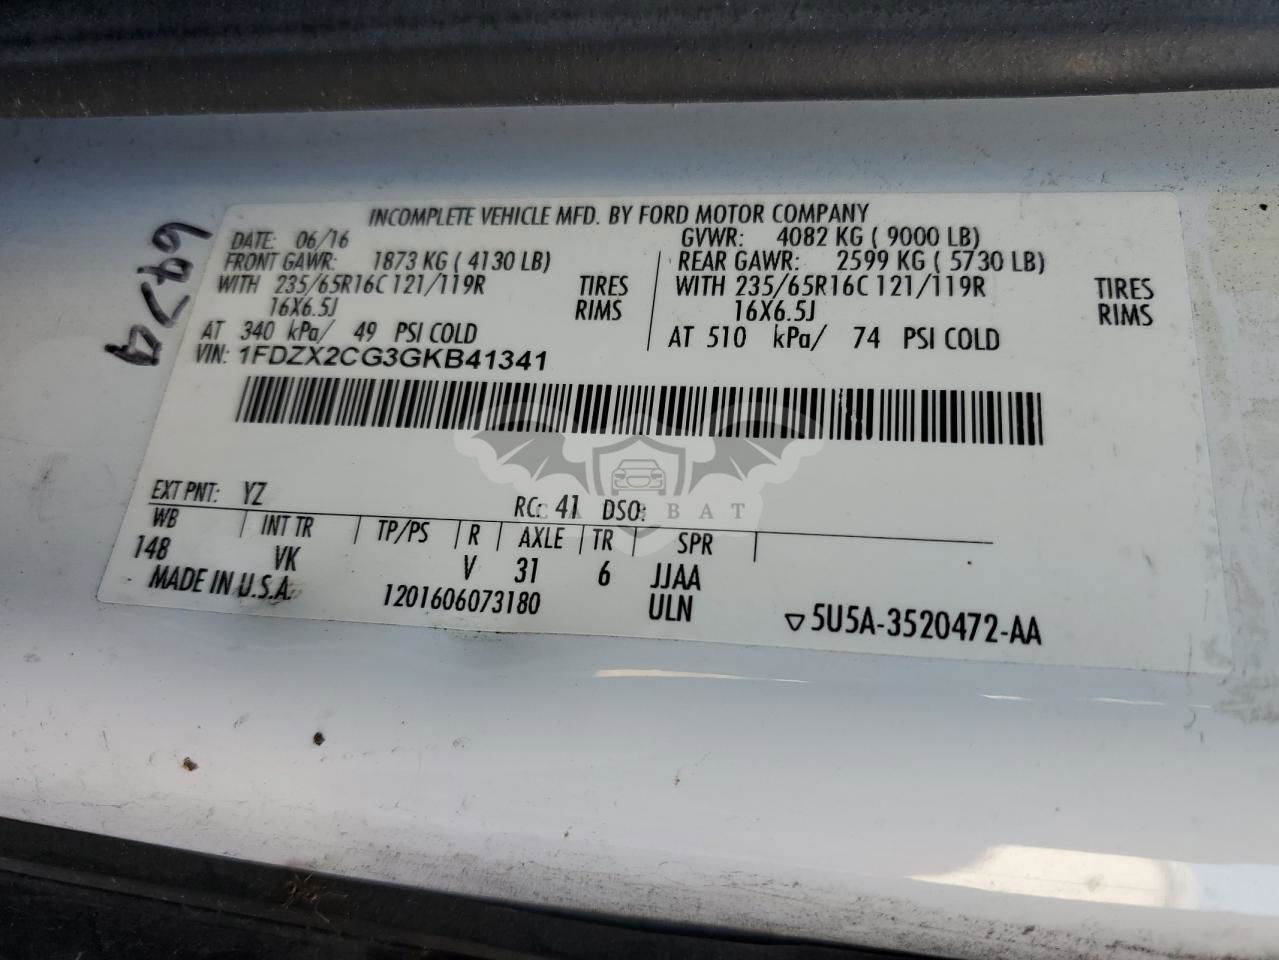 INCOMPLETE VEHICLE MFD. BY FORD MOTOR COMPANY
DATE: 06/16 GVWR: 4082 KG ( 9000 LB)
FRONT GAWR: 1873 KG ( 4130 LB) REAR GAWR: 2599 KG ( 5730 LB)
WITH 235/65R16C 121/119R TIRES WITH 235/65R16C 121/119R TIRES
16X6.5J RIMS 16X6.5J RIMS
AT 340 kPa/ 49 PSI COLD AT 510 kPa/ 74 PSI COLD
VIN: 1FDZX2CG3GKB41341
EXT PNT: YZ RC: 41 DSO:
WB INT TR TP/PS R AXLE TR SPR
148 VK V 31 6 JJAA
MADE IN U.S.A. 1201606073180 ULN ▽5U5A-3520472-AA